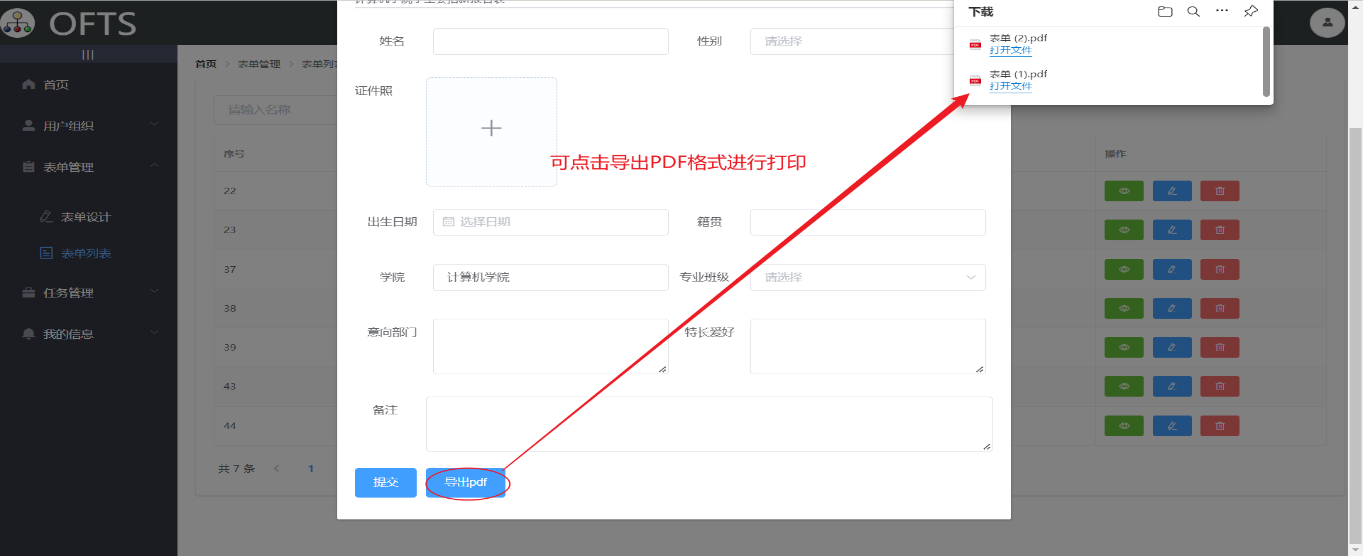 OFTS
下载
表单 (2).pdf
打开文件
表单 (1).pdf
打开文件
首页
用户组织
表单管理
表单设计
表单列表
任务管理
我的信息
首页 > 表单管理 >
请输入名称
序号
操作
22
23
37
38
39
43
44
共 7 条 < 1
姓名
性别 请选择
证件照
可点击导出PDF格式进行打印
出生日期 选择日期
籍贯
学院 计算机学院
专业班级 请选择
意向部门
特长爱好
备注
提交
导出pdf